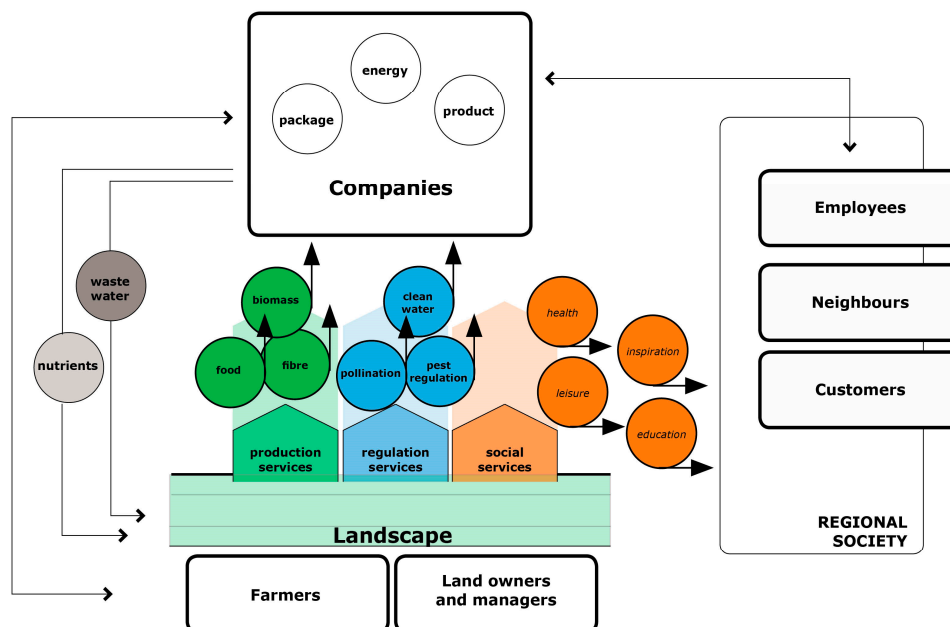 energy
package
product
Companies
Employees
waste
water
biomass
clean
water
health
Neighbours
nutrients
food
fibre
pollination
pest
regulation
inspiration
leisure
Customers
education
production
services
regulation
services
social
services
Landscape
REGIONAL
SOCIETY
Farmers
Land owners
and managers